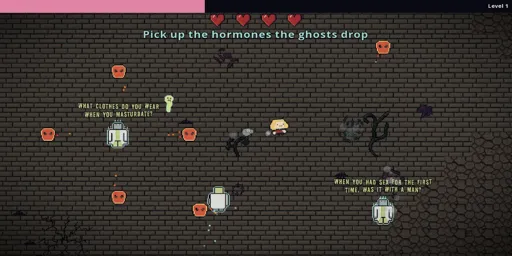 Level 1
Pick up the hormones the ghosts drop
WHAT CLOTHES DO YOU WEAR
WHEN YOU MASTURBATE?
WHEN YOU HAD SEX FOR THE FIRST
TIME, WAS IT WITH A MAN?